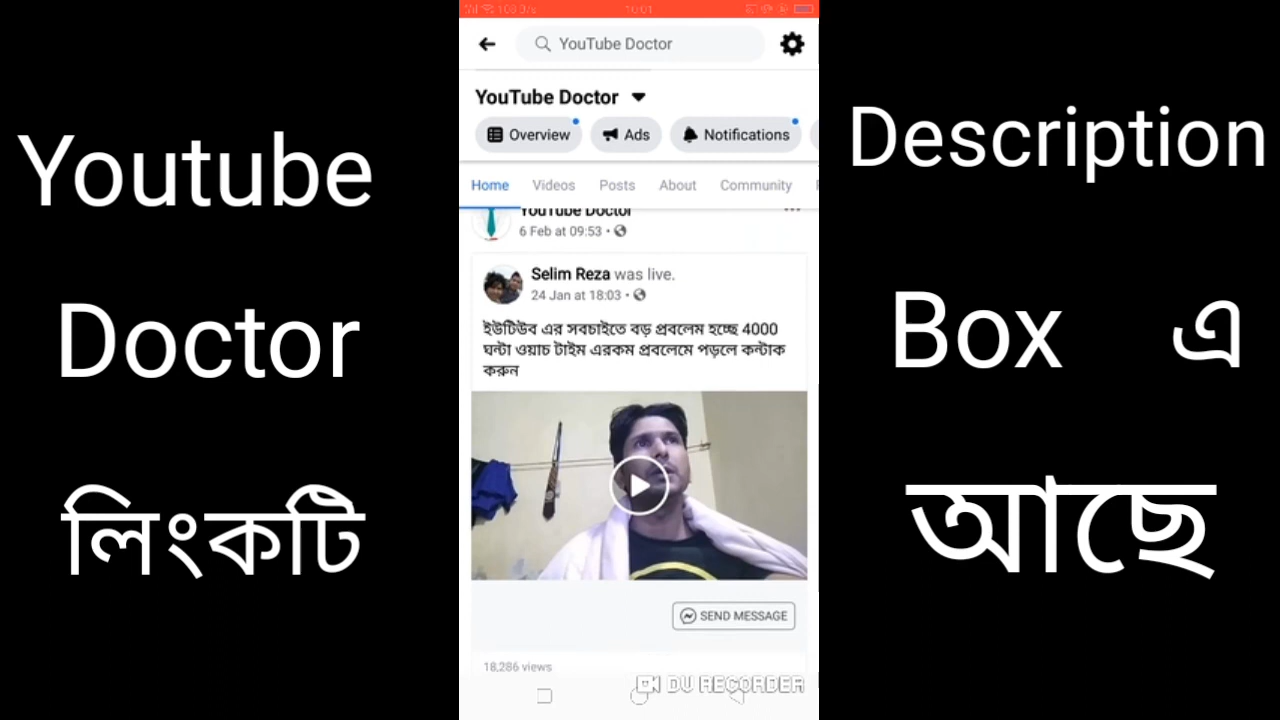 Youtube
Doctor
লিংকটি
10:01
YouTube Doctor
YouTube Doctor
Overview
Ads
Notifications
Home
Videos
Posts
About
Community
YouTube Doctor
6 Feb at 09:53
Selim Reza was live.
24 Jan at 18:03
ইউটিউব এর সবচাইতে বড় প্রবলেম হচ্ছে 4000
ঘন্টা ওয়াচ টাইম এরকম প্রবলেমে পড়লে কন্টাক
করুন
SEND MESSAGE
18,286 views
DU RECORDER
Description
Box এ
আছে